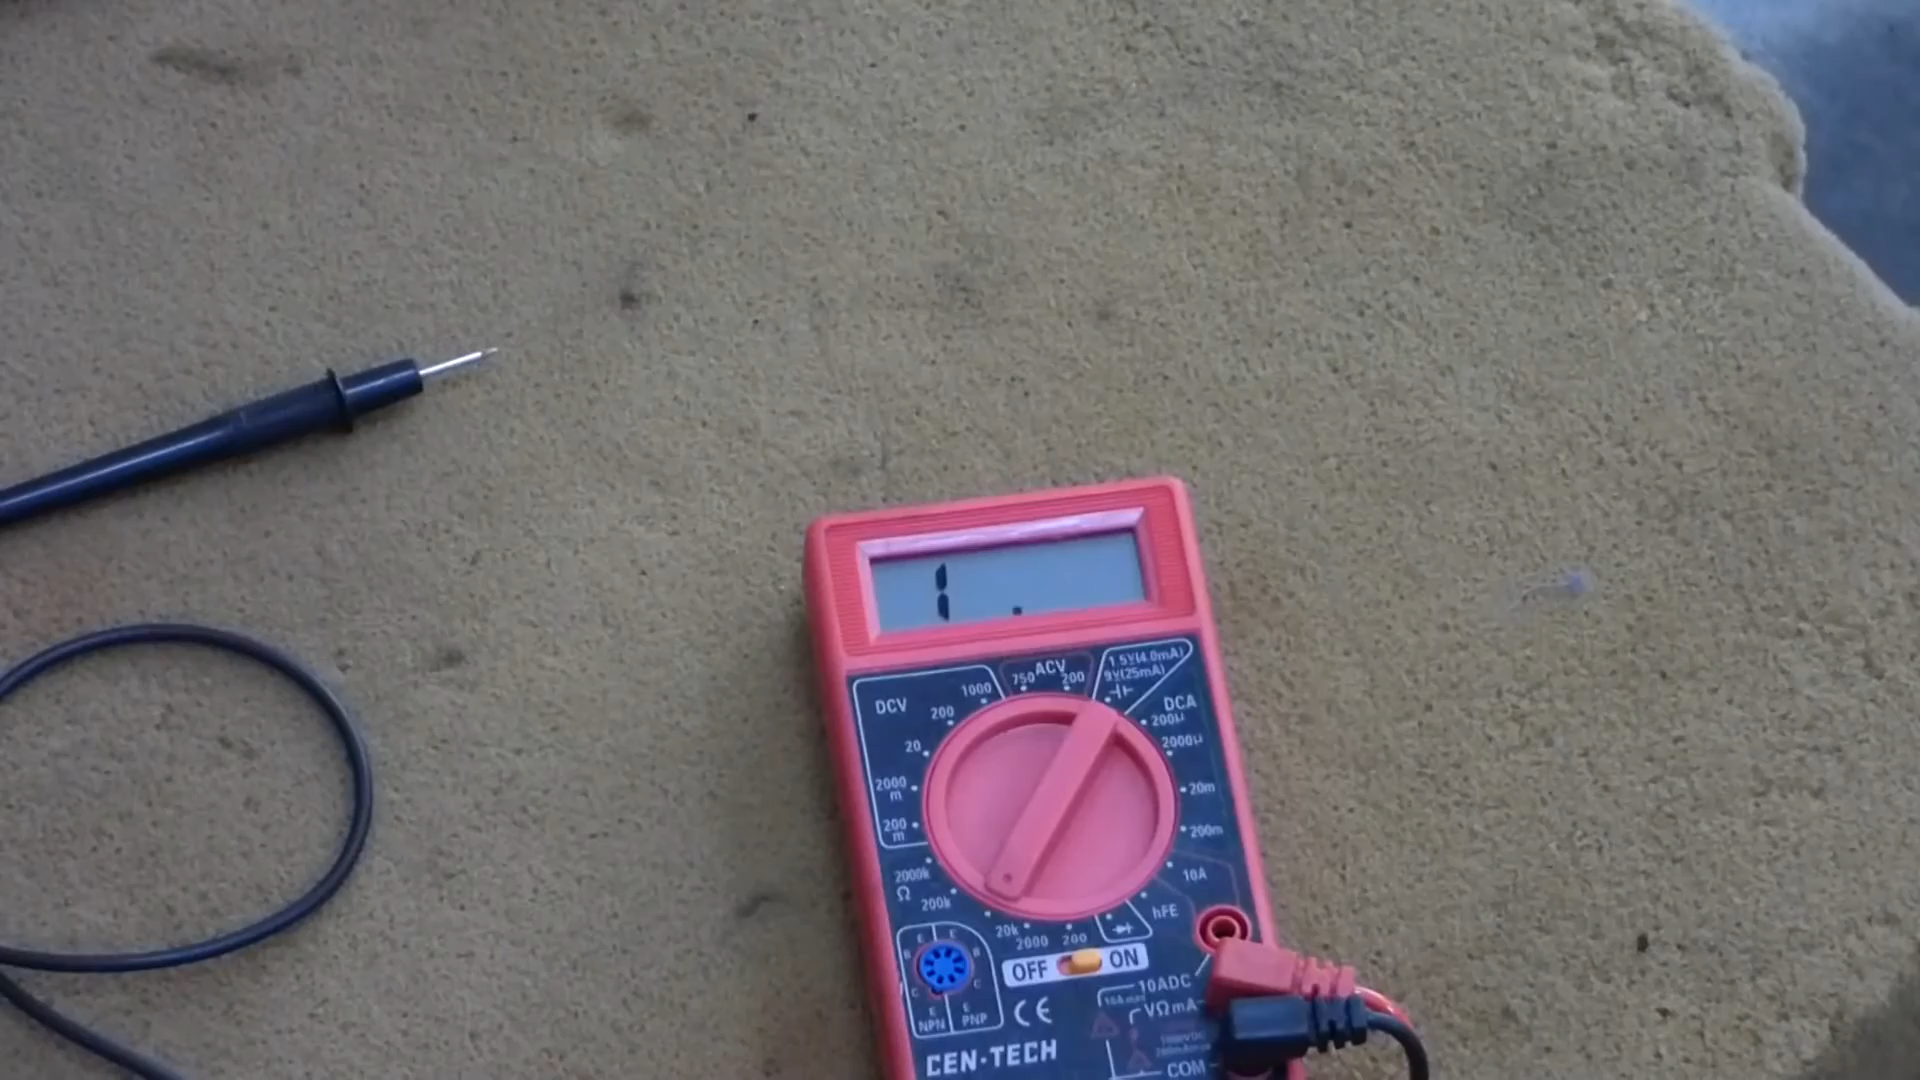 1 .
ACV
750 200
1.5V(4.0mA)
9V(25mA)
DCV
1000
200
20
2000
m
200
m
DCA
200µ
2000µ
20m
200m
10A
hFE
2000k
Ω
200k
20k
2000
200
OFF ON
E E
B B
C C
E E
NPN PNP
CE
10ADC
10A max
VΩmA
COM
CEN-TECH